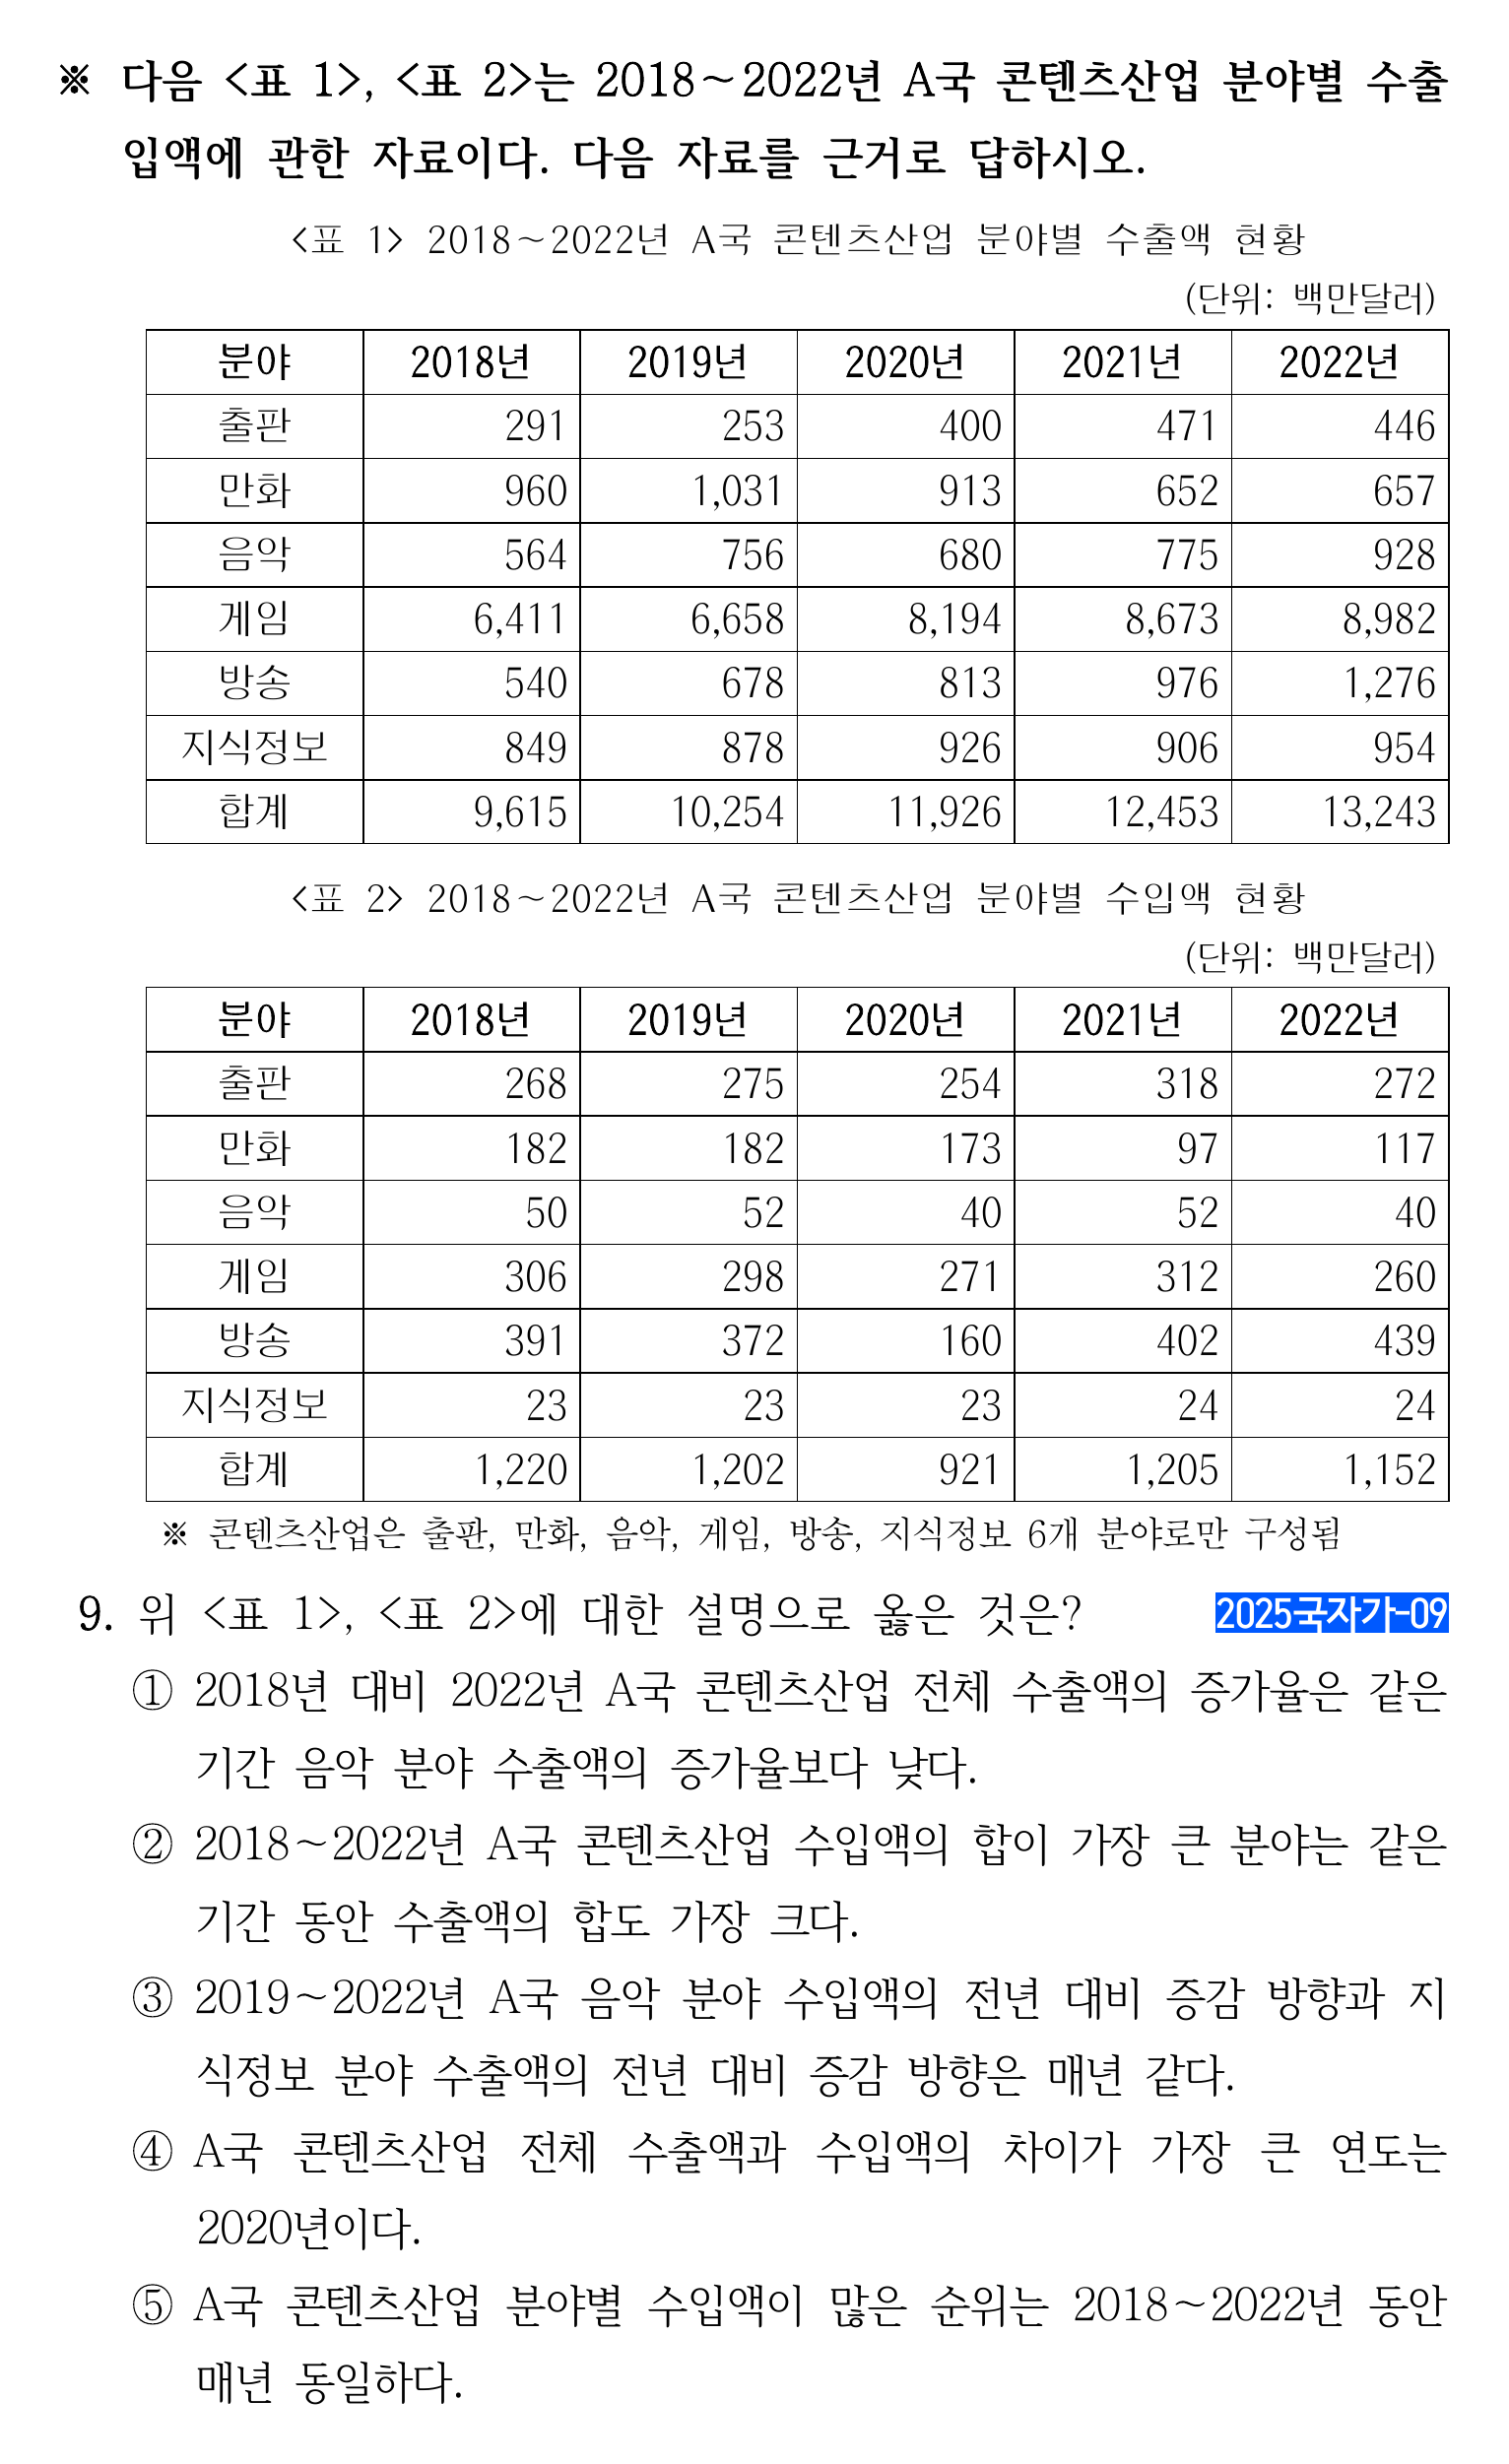 ※ 다음 <표 1>, <표 2>는 2018~2022년 A국 콘텐츠산업 분야별 수출
입액에 관한 자료이다. 다음 자료를 근거로 답하시오.
<표 1> 2018~2022년 A국 콘텐츠산업 분야별 수출액 현황
(단위: 백만달러)
분야 2018년 2019년 2020년 2021년 2022년
출판 291 253 400 471 446
만화 960 1,031 913 652 657
음악 564 756 680 775 928
게임 6,411 6,658 8,194 8,673 8,982
방송 540 678 813 976 1,276
지식정보 849 878 926 906 954
합계 9,615 10,254 11,926 12,453 13,243
<표 2> 2018~2022년 A국 콘텐츠산업 분야별 수입액 현황
(단위: 백만달러)
분야 2018년 2019년 2020년 2021년 2022년
출판 268 275 254 318 272
만화 182 182 173 97 117
음악 50 52 40 52 40
게임 306 298 271 312 260
방송 391 372 160 402 439
지식정보 23 23 23 24 24
합계 1,220 1,202 921 1,205 1,152
※ 콘텐츠산업은 출판, 만화, 음악, 게임, 방송, 지식정보 6개 분야로만 구성됨
9. 위 <표 1>, <표 2>에 대한 설명으로 옳은 것은? 2025국자가-09
① 2018년 대비 2022년 A국 콘텐츠산업 전체 수출액의 증가율은 같은
기간 음악 분야 수출액의 증가율보다 낮다.
② 2018~2022년 A국 콘텐츠산업 수입액의 합이 가장 큰 분야는 같은
기간 동안 수출액의 합도 가장 크다.
③ 2019~2022년 A국 음악 분야 수입액의 전년 대비 증감 방향과 지
식정보 분야 수출액의 전년 대비 증감 방향은 매년 같다.
④ A국 콘텐츠산업 전체 수출액과 수입액의 차이가 가장 큰 연도는
2020년이다.
⑤ A국 콘텐츠산업 분야별 수입액이 많은 순위는 2018~2022년 동안
매년 동일하다.